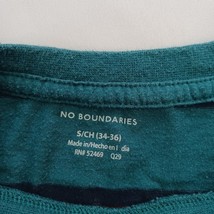 NO BOUNDARIES
S/CH (34-36)
Made in/Hecho en I dia
RN# 52469 Q29